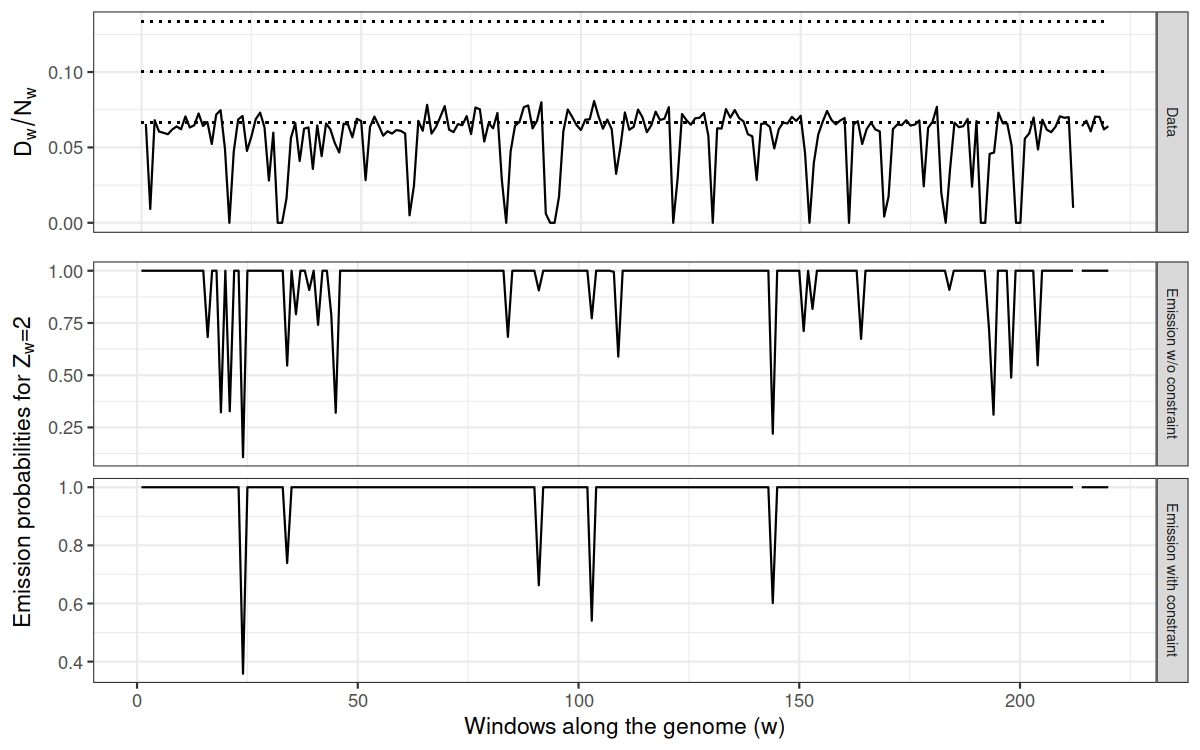 D_w/N_w
0.10
0.05
0.00
Data
Emission probabilities for Z_w=2
1.00
0.75
0.50
0.25
Emission w/o constraint
1.0
0.8
0.6
0.4
Emission with constraint
0
50
100
150
200
Windows along the genome (w)